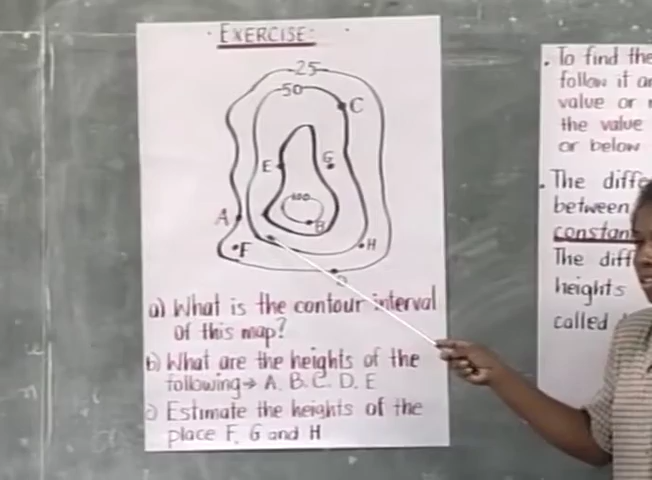 EXERCISE:
25
50
C
E
G
100
B
A
F
H
D
a) What is the contour interval
of this map?
b) What are the heights of the
following → A. B. C. D. E
c) Estimate the heights of the
place F, G and H
. To find the
follow it
value or
the value
or below
. The diffe
between
constan
The diff
heights
called